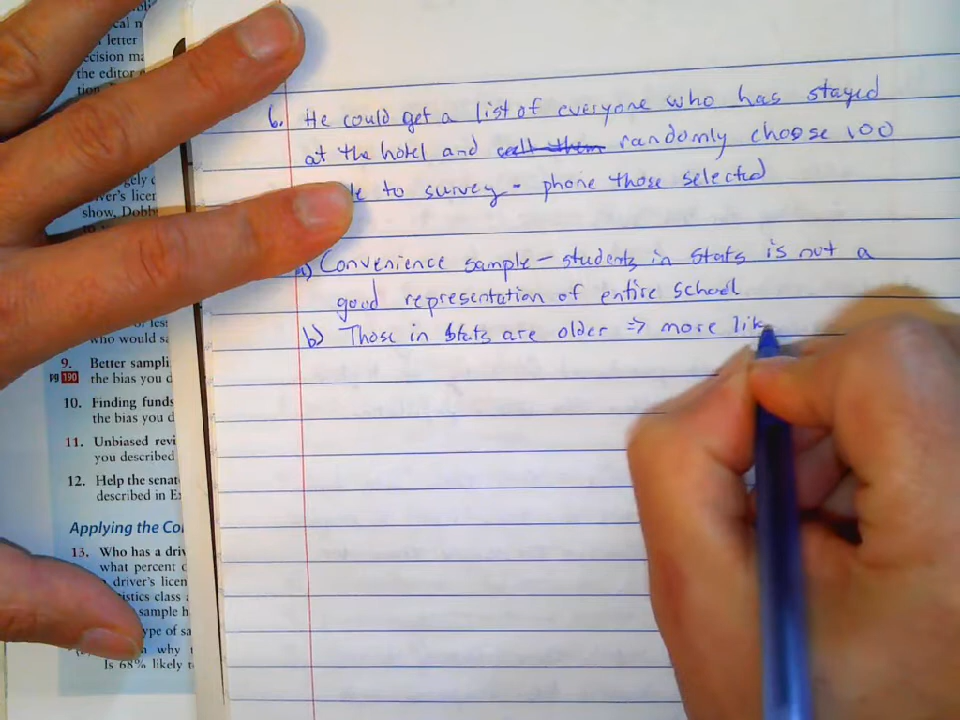 letter
the editor
6. He could get a list of everyone who has stayed
at the hotel and call them randomly choose 100
to survey - phone those selected
show, Dobb
a) Convenience sample - students in Stats is not a
good representation of entire school
b) Those in Stats are older => more lik
who would sa
9. Better sampli
pg 190 the bias you d
10. Finding funds
the bias you d
11. Unbiased revi
you described
12. Help the senat
described in E
Applying the Co
13. Who has a driv
what percent
driver's licen
istics class
sample h
ype of sa
why
Is 68% likely t